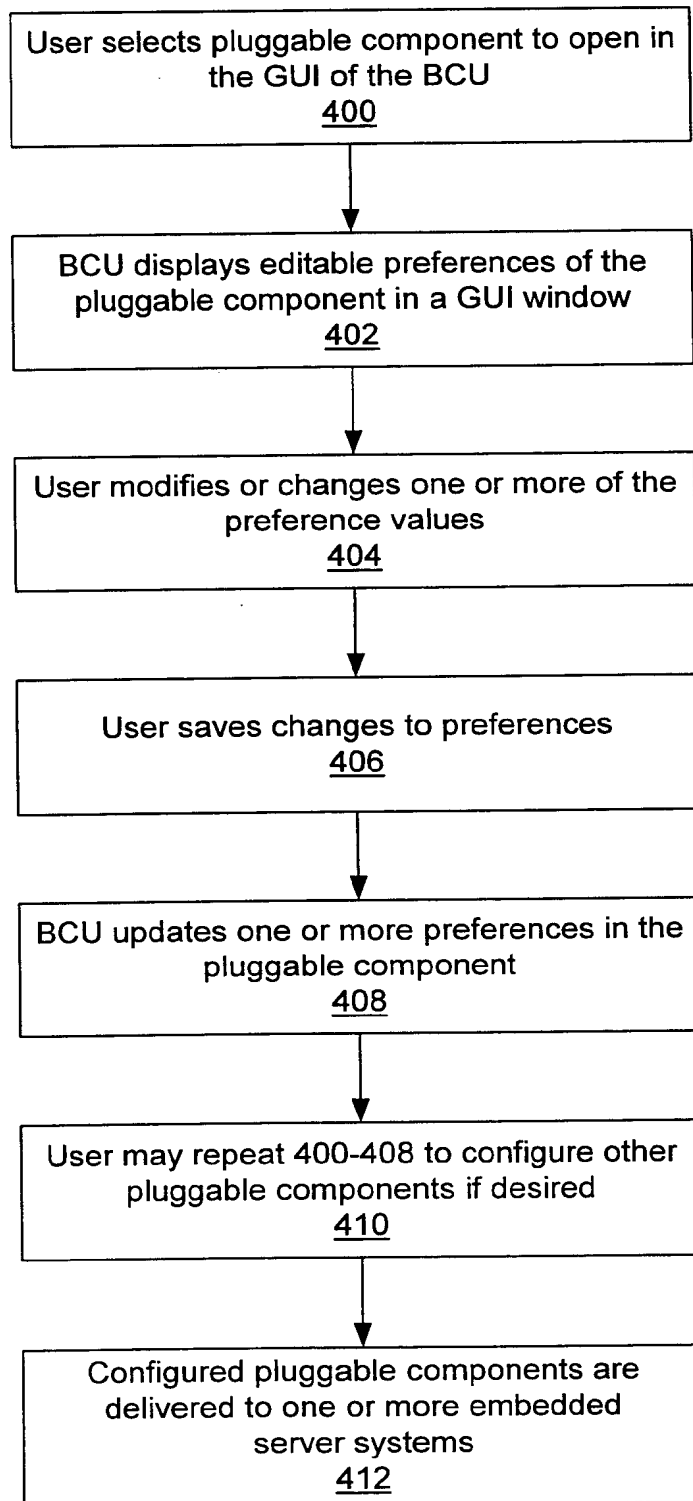 User selects pluggable component to open in
the GUI of the BCU
400
BCU displays editable preferences of the
pluggable component in a GUI window
402
User modifies or changes one or more of the
preference values
404
User saves changes to preferences
406
BCU updates one or more preferences in the
pluggable component
408
User may repeat 400-408 to configure other
pluggable components if desired
410
Configured pluggable components are
delivered to one or more embedded
server systems
412